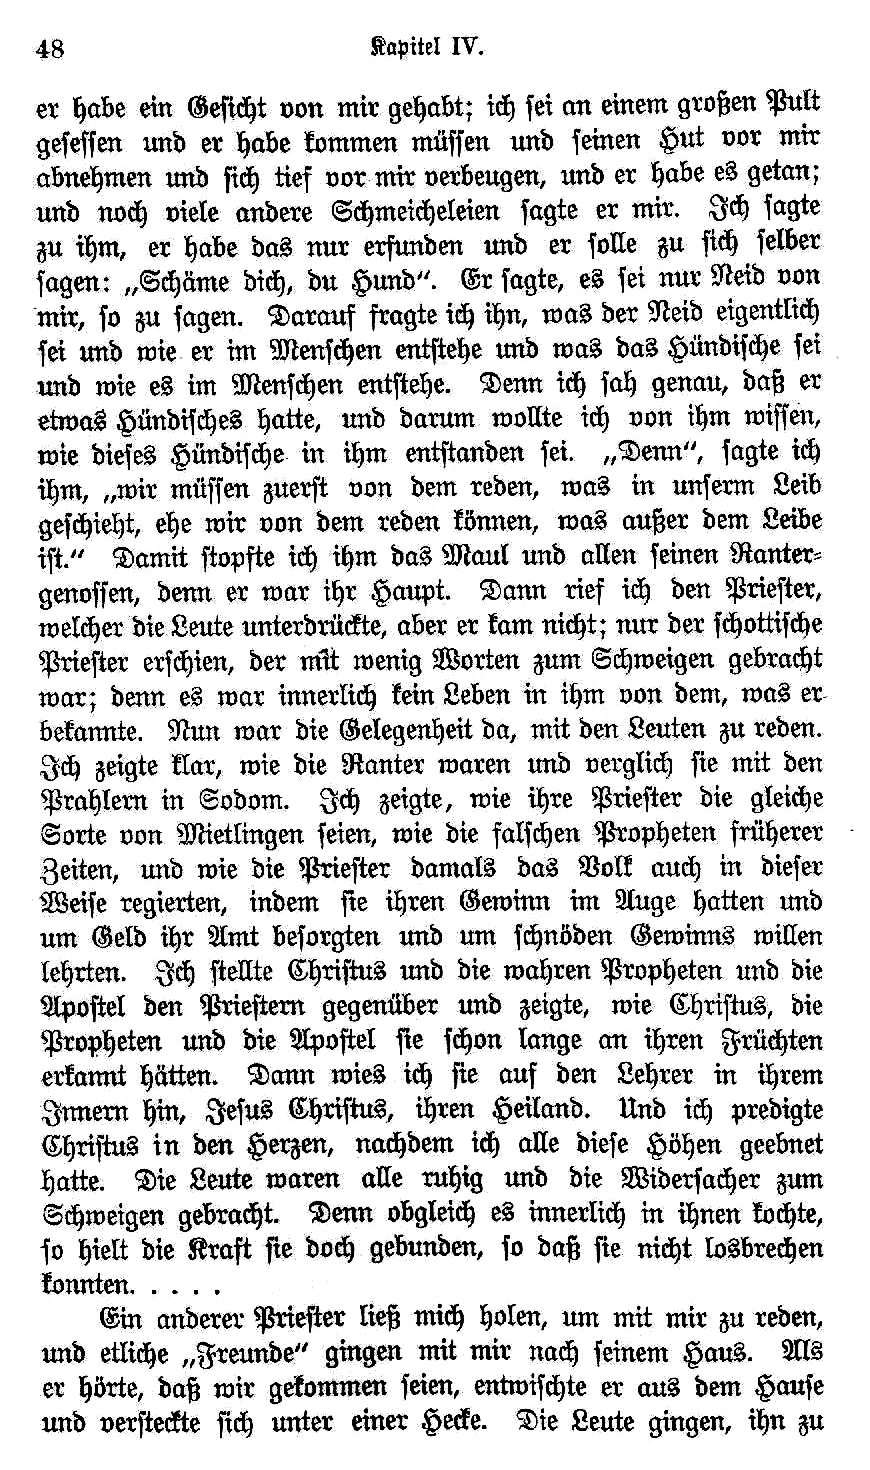 48 Kapitel IV.
er habe ein Gesicht von mir gehabt; ich sei an einem großen Pult
gesessen und er habe kommen müssen und seinen Hut vor mir
abnehmen und sich tief vor mir verbeugen, und er habe es getan;
und noch viele andere Schmeicheleien sagte er mir. Ich sagte
zu ihm, er habe das nur erfunden und er solle zu sich selber
sagen: „Schäme dich, du Hund“. Er sagte, es sei nur Neid von
mir, so zu sagen. Darauf fragte ich ihn, was der Neid eigentlich
sei und wie er im Menschen entstehe und was das Hündische sei
und wie es im Menschen entstehe. Denn ich sah genau, daß er
etwas Hündisches hatte, und darum wollte ich von ihm wissen,
wie dieses Hündische in ihm entstanden sei. „Denn“, sagte ich
ihm, „wir müssen zuerst von dem reden, was in unserm Leib
geschieht, ehe wir von dem reden können, was außer dem Leibe
ist.“ Damit stopfte ich ihm das Maul und allen seinen Ranter-
genossen, denn er war ihr Haupt. Dann rief ich den Priester,
welcher die Leute unterdrückte, aber er kam nicht; nur der schottische
Priester erschien, der mit wenig Worten zum Schweigen gebracht
war; denn es war innerlich kein Leben in ihm von dem, was er
bekannte. Nun war die Gelegenheit da, mit den Leuten zu reden.
Ich zeigte klar, wie die Ranter waren und verglich sie mit den
Prahlern in Sodom. Ich zeigte, wie ihre Priester die gleiche
Sorte von Mietlingen seien, wie die falschen Propheten früherer
Zeiten, und wie die Priester damals das Volk auch in dieser
Weise regierten, indem sie ihren Gewinn im Auge hatten und
um Geld ihr Amt besorgten und um schnöden Gewinns willen
lehrten. Ich stellte Christus und die wahren Propheten und die
Apostel den Priestern gegenüber und zeigte, wie Christus, die
Propheten und die Apostel sie schon lange an ihren Früchten
erkannt hätten. Dann wies ich sie auf den Lehrer in ihrem
Innern hin, Jesus Christus, ihren Heiland. Und ich predigte
Christus in den Herzen, nachdem ich alle diese Höhen geebnet
hatte. Die Leute waren alle ruhig und die Widersacher zum
Schweigen gebracht. Denn obgleich es innerlich in ihnen kochte,
so hielt die Kraft sie doch gebunden, so daß sie nicht losbrechen
konnten. . . . .
Ein anderer Priester ließ mich holen, um mit mir zu reden,
und etliche „Freunde“ gingen mit mir nach seinem Haus. Als
er hörte, daß wir gekommen seien, entwischte er aus dem Hause
und versteckte sich unter einer Hecke. Die Leute gingen, ihn zu